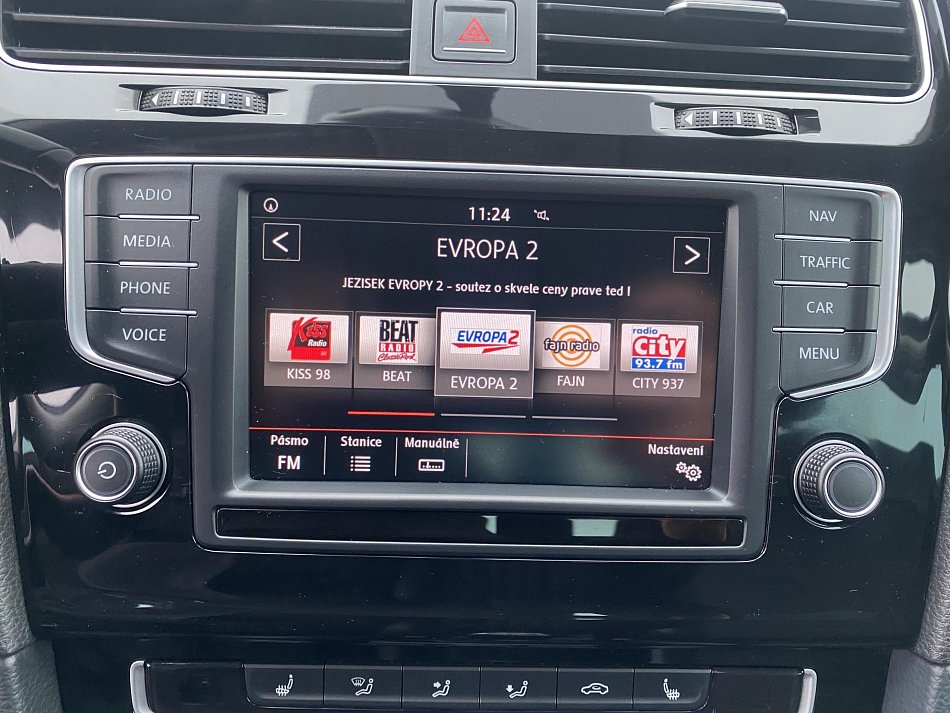 RADIO
MEDIA
PHONE
VOICE
11:24
EVROPA 2
JEZISEK EVROPY 2 - soutez o skvele ceny prave ted !
Kiss
Radio
KISS 98
BEAT
RADIO
ClassicRock
BEAT
EVROPA2
EVROPA 2
fajn radio
FAJN
radio
City
93.7 fm
CITY 937
Pásmo
FM
Stanice
Manuálně
Nastavení
NAV
TRAFFIC
CAR
MENU